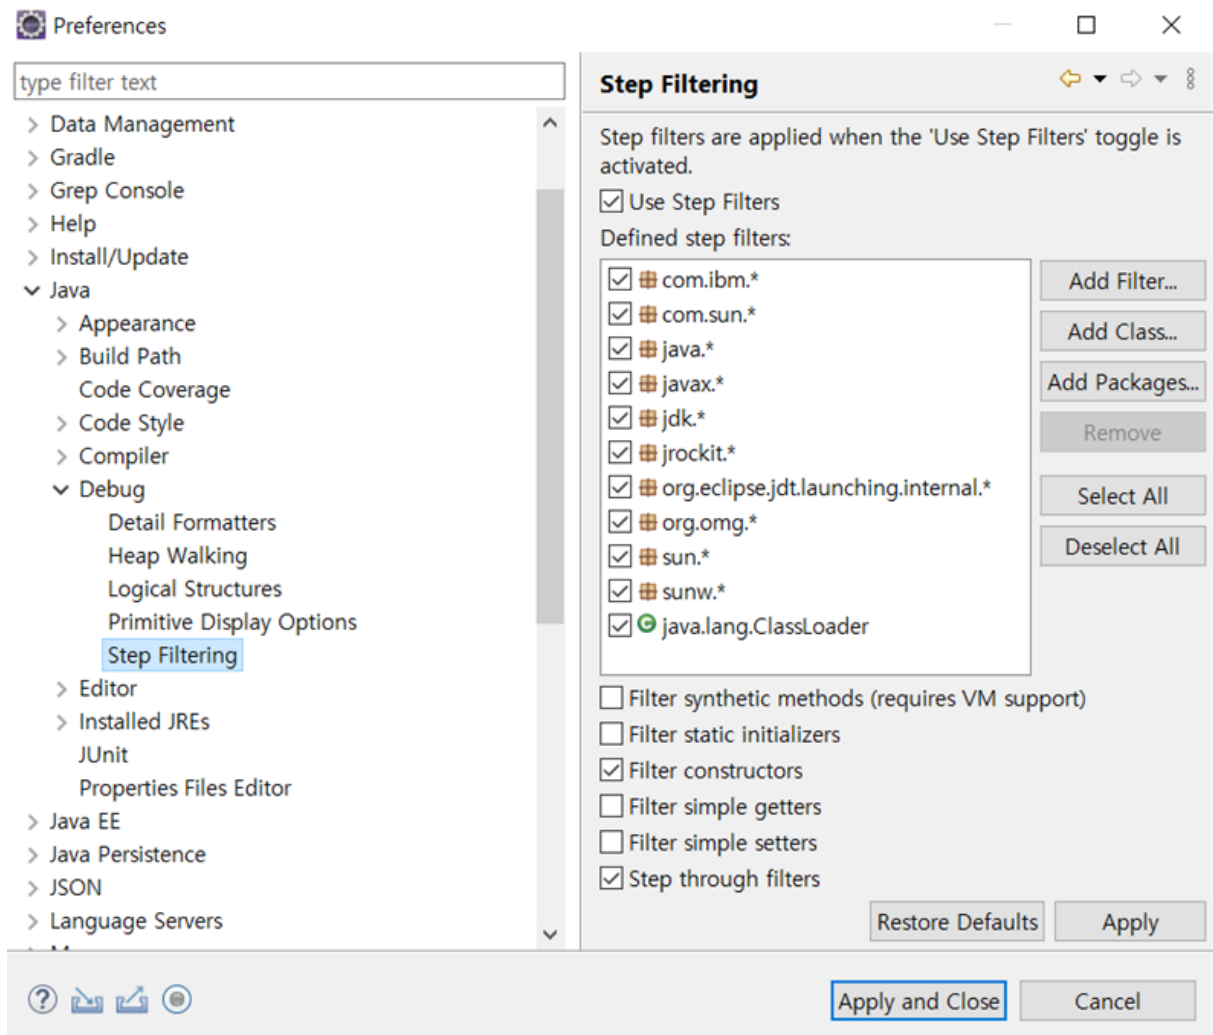 Preferences
type filter text
Data Management
Gradle
Grep Console
Help
Install/Update
Java
Appearance
Build Path
Code Coverage
Code Style
Compiler
Debug
Detail Formatters
Heap Walking
Logical Structures
Primitive Display Options
Step Filtering
Editor
Installed JREs
JUnit
Properties Files Editor
Java EE
Java Persistence
JSON
Language Servers
Step Filtering
Step filters are applied when the 'Use Step Filters' toggle is
activated.
Use Step Filters
Defined step filters:
com.ibm.*
com.sun.*
java.*
javax.*
jdk.*
jrockit.*
org.eclipse.jdt.launching.internal.*
org.omg.*
sun.*
sunw.*
java.lang.ClassLoader
Add Filter...
Add Class...
Add Packages...
Remove
Select All
Deselect All
Filter synthetic methods (requires VM support)
Filter static initializers
Filter constructors
Filter simple getters
Filter simple setters
Step through filters
Restore Defaults
Apply
Apply and Close
Cancel